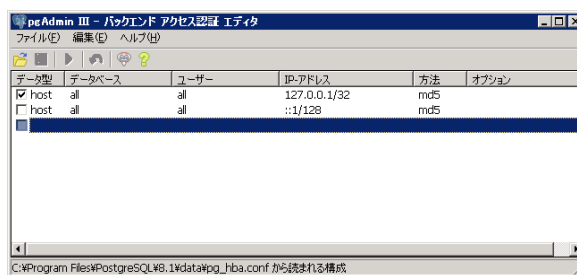 pgAdmin III - バックエンド アクセス認証 エディタ
ファイル(F) 編集(E) ヘルプ(H)
データ型 データベース ユーザー IP-アドレス 方法 オプション
host all all 127.0.0.1/32 md5
host all all ::1/128 md5
C:¥Program Files¥PostgreSQL¥8.1¥data¥pg_hba.conf から読まれる構成